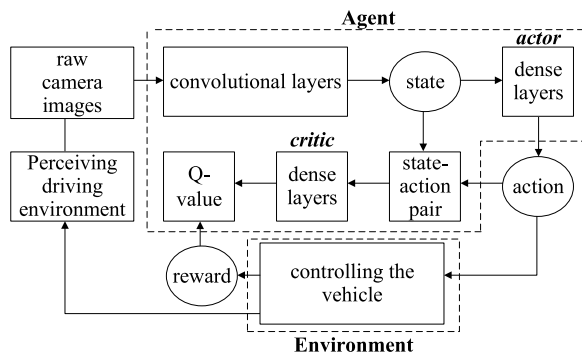 Agent
actor
raw
camera
images
convolutional layers
state
dense
layers
critic
Perceiving
driving
environment
Q-
value
dense
layers
state-
action
pair
action
reward
controlling the
vehicle
Environment